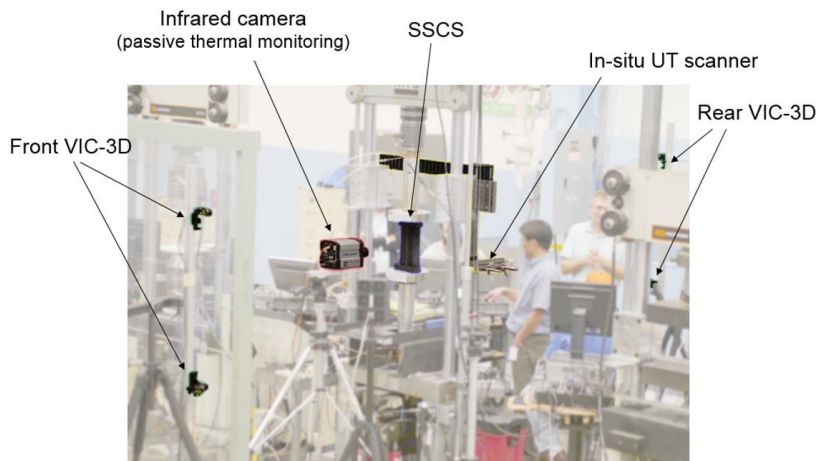 Infrared camera
(passive thermal monitoring)
SSCS
In-situ UT scanner
Rear VIC-3D
Front VIC-3D